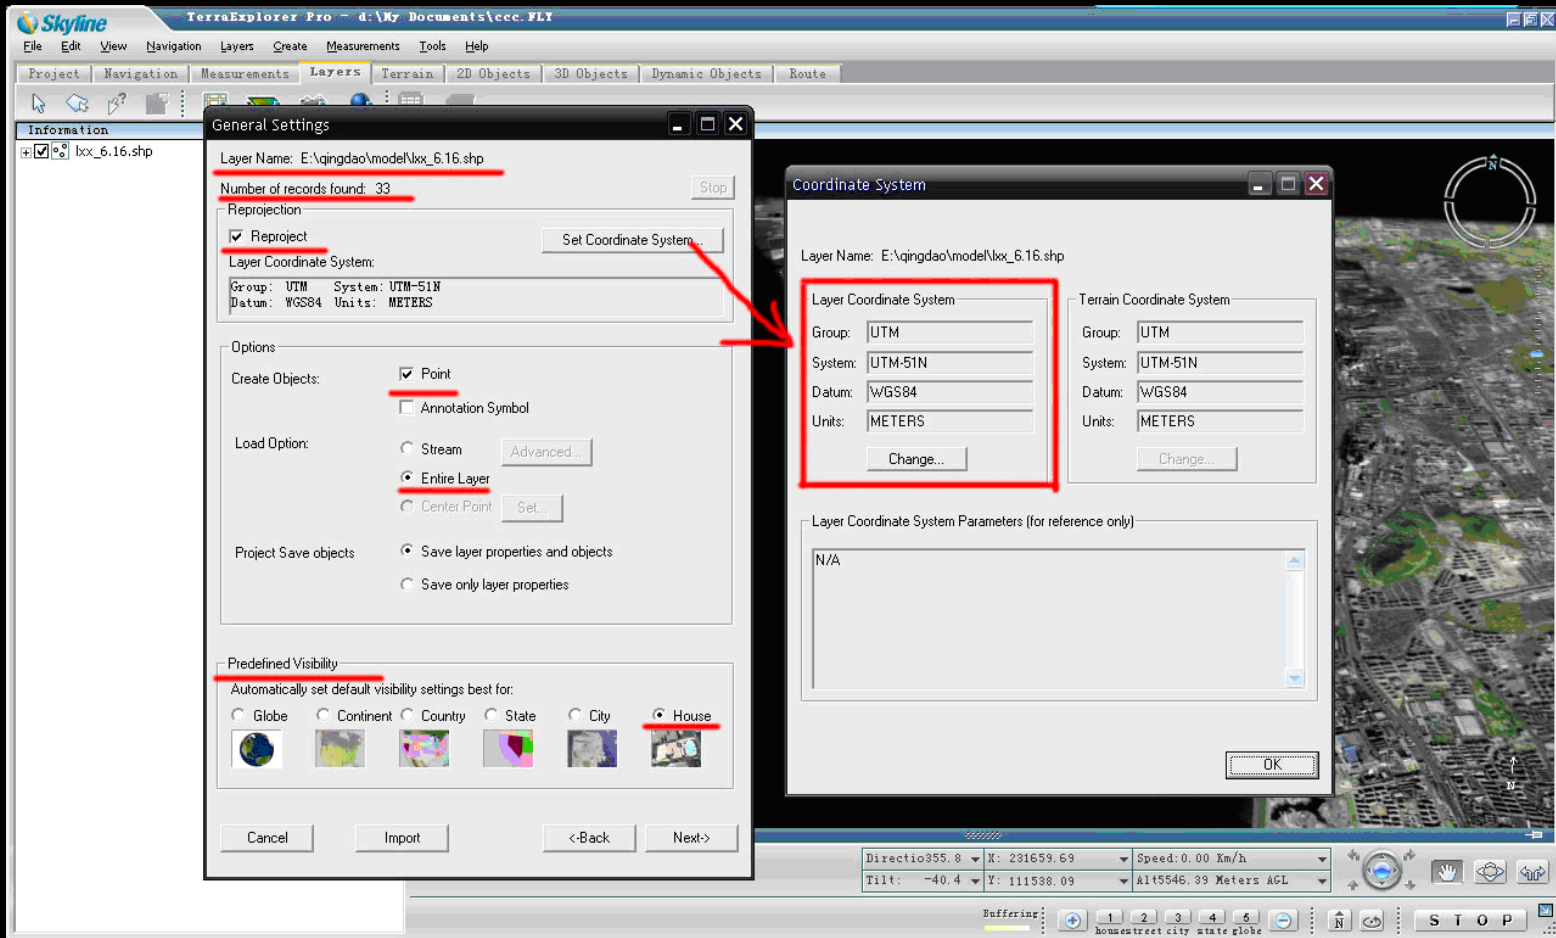 Skyline TerraExplorer Pro - d:\My Documents\ccc.FLY
File Edit View Navigation Layers Create Measurements Tools Help
Project Navigation Measurements Layers Terrain 2D Objects 3D Objects Dynamic Objects Route
Information
lxx_6.16.shp
General Settings
Layer Name: E:\qingdao\model\lxx_6.16.shp
Number of records found: 33
Stop
Reprojection
Reproject
Set Coordinate System...
Layer Coordinate System:
Group: UTM System: UTM-51N
Datum: WGS84 Units: METERS
Options
Create Objects:
Point
Annotation Symbol
Load Option:
Stream
Advanced...
Entire Layer
Center Point
Set...
Project Save objects
Save layer properties and objects
Save only layer properties
Predefined Visibility
Automatically set default visibility settings best for:
Globe Continent Country State City House
Cancel Import <-Back Next->
Coordinate System
Layer Name: E:\qingdao\model\lxx_6.16.shp
Layer Coordinate System
Group: UTM
System: UTM-51N
Datum: WGS84
Units: METERS
Change...
Terrain Coordinate System
Group: UTM
System: UTM-51N
Datum: WGS84
Units: METERS
Change...
Layer Coordinate System Parameters (for reference only)
N/A
OK
N
N
Directio355.8 X: 231659.69 Speed:0.00 Km/h
Tilt: -40.4 Y: 111538.09 Alt5546.39 Meters AGL
Buffering
1 2 3 4 5
house street city state globe
N
STOP